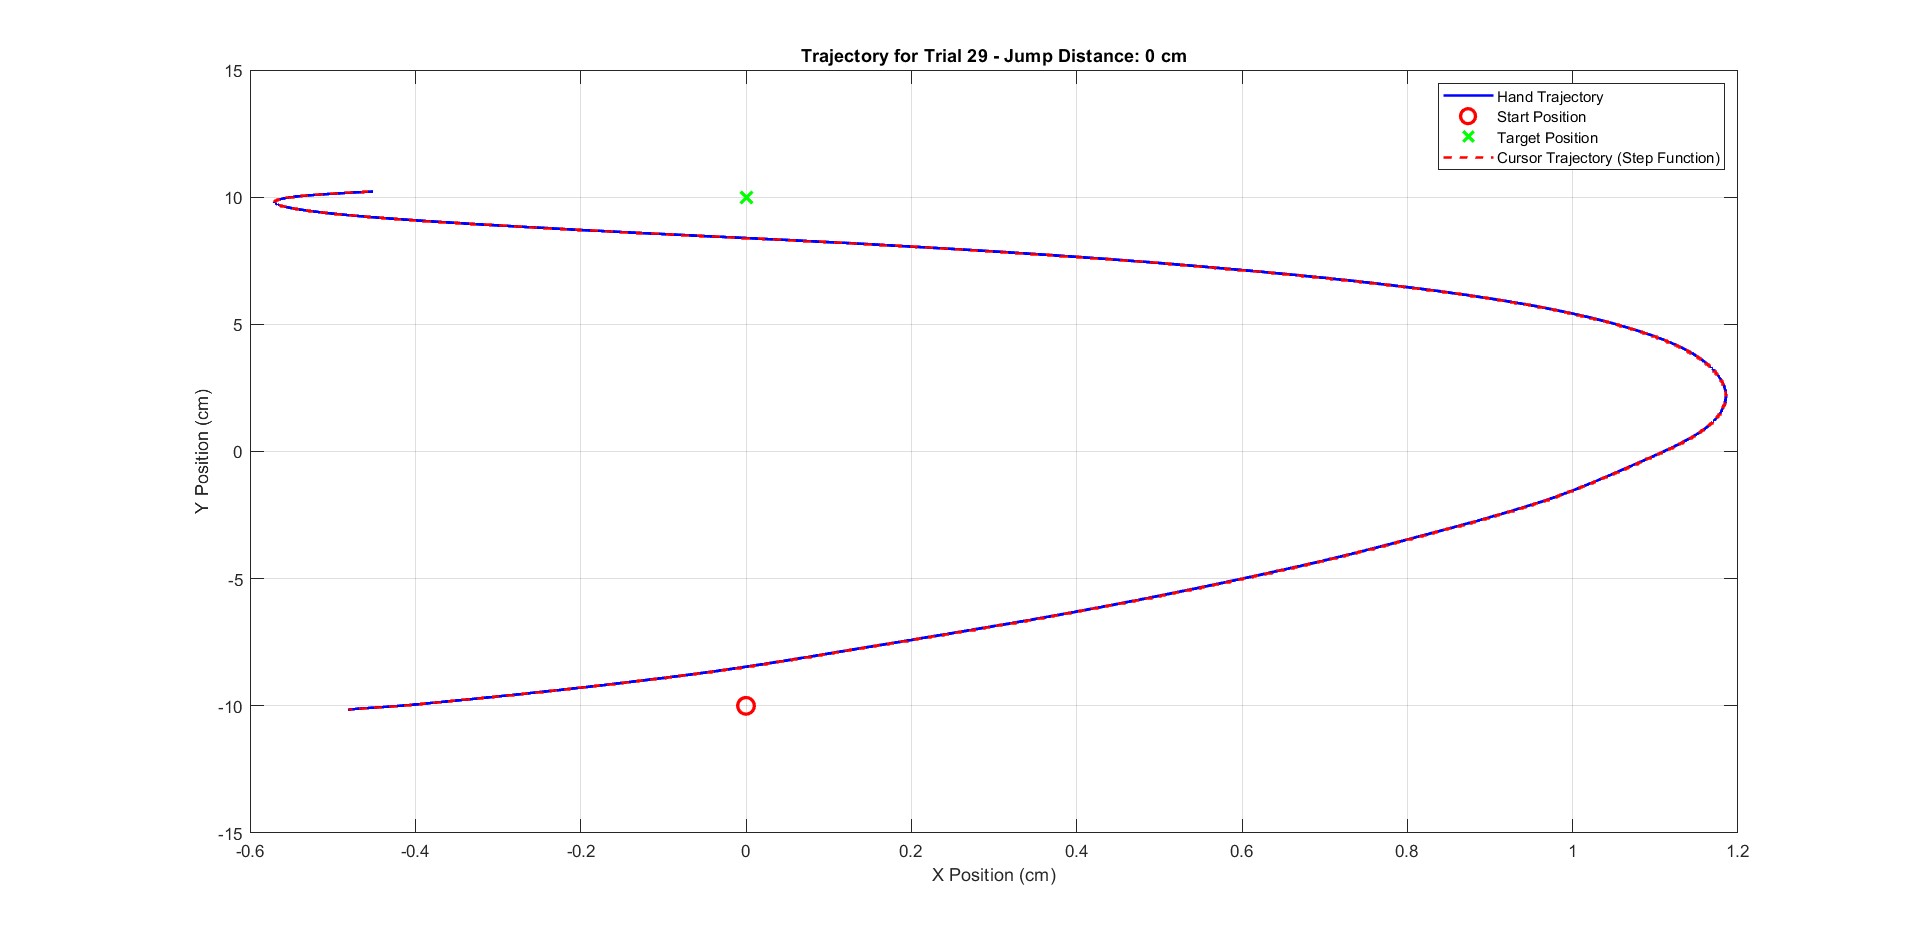 Trajectory for Trial 29 - Jump Distance: 0 cm
Hand Trajectory
Start Position
Target Position
Cursor Trajectory (Step Function)
Y Position (cm)
15
10
5
0
-5
-10
-15
-0.6 -0.4 -0.2 0 0.2 0.4 0.6 0.8 1 1.2
X Position (cm)